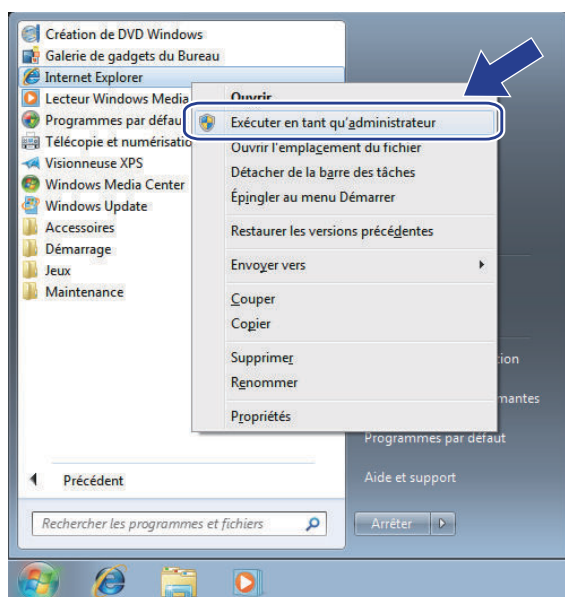 Création de DVD Windows
Galerie de gadgets du Bureau
Internet Explorer
Lecteur Windows Media
Programmes par défau
Télécopie et numérisatio
Visionneuse XPS
Windows Media Center
Windows Update
Accessoires
Démarrage
Jeux
Maintenance
Précédent
Rechercher les programmes et fichiers
Ouvrir
Exécuter en tant qu'administrateur
Ouvrir l'emplacement du fichier
Détacher de la barre des tâches
Épingler au menu Démarrer
Restaurer les versions précédentes
Envoyer vers
Couper
Copier
Supprimer
Renommer
Propriétés
tion
mantes
Programmes par défaut
Aide et support
Arrêter